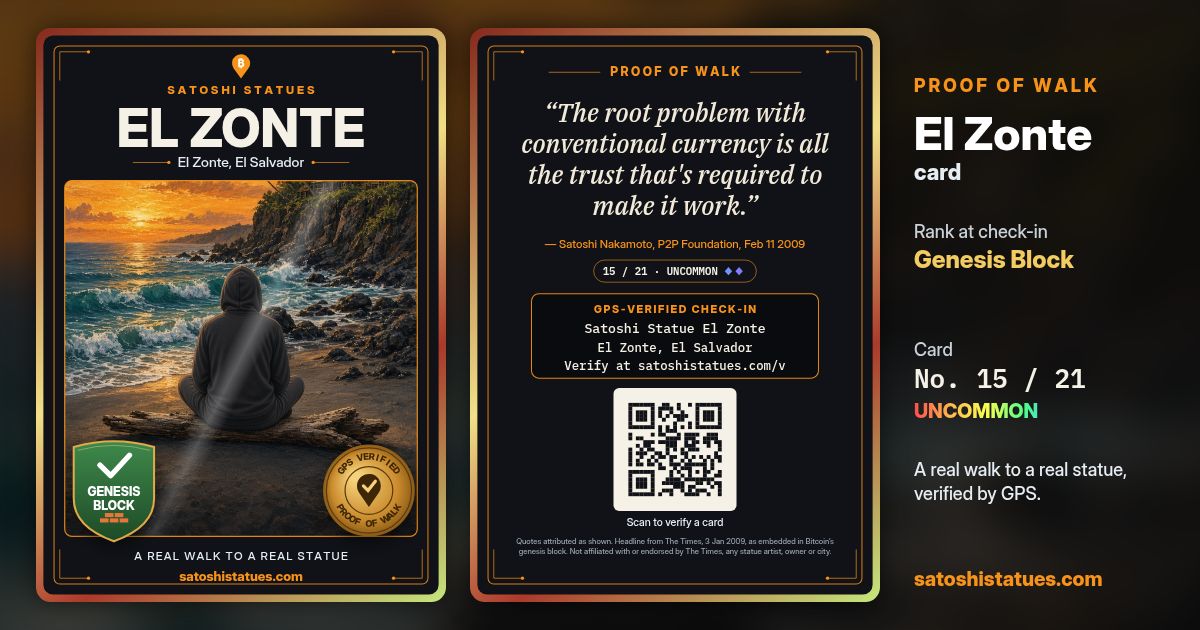 SATOSHI STATUES
EL ZONTE
El Zonte, El Salvador
GENESIS
BLOCK
GPS VERIFIED
PROOF OF WALK
A REAL WALK TO A REAL STATUE
satoshistatues.com
PROOF OF WALK
“The root problem with
conventional currency is all
the trust that's required to
make it work.”
— Satoshi Nakamoto, P2P Foundation, Feb 11 2009
15 / 21 · UNCOMMON
GPS-VERIFIED CHECK-IN
Satoshi Statue El Zonte
El Zonte, El Salvador
Verify at satoshistatues.com/v
Scan to verify a card
Quotes attributed as shown. Headline from The Times, 3 Jan 2009, as embedded in Bitcoin's
genesis block. Not affiliated with or endorsed by The Times, any statue artist, owner or city.
PROOF OF WALK
El Zonte
card
Rank at check-in
Genesis Block
Card
No. 15 / 21
UNCOMMON
A real walk to a real statue,
verified by GPS.
satoshistatues.com